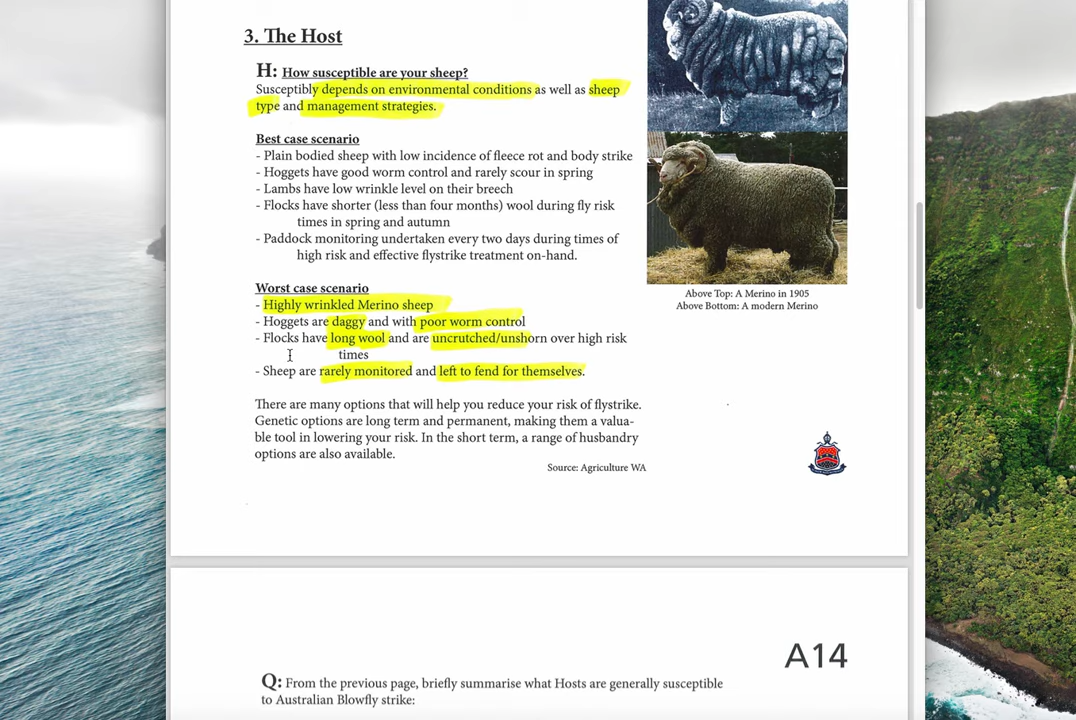 3. The Host
H: How susceptible are your sheep?
Susceptibly depends on environmental conditions as well as sheep
type and management strategies.
Best case scenario
- Plain bodied sheep with low incidence of fleece rot and body strike
- Hoggets have good worm control and rarely scour in spring
- Lambs have low wrinkle level on their breech
- Flocks have shorter (less than four months) wool during fly risk
times in spring and autumn
- Paddock monitoring undertaken every two days during times of
high risk and effective flystrike treatment on-hand.
Worst case scenario
- Highly wrinkled Merino sheep
- Hoggets are daggy and with poor worm control
- Flocks have long wool and are uncrutched/unshorn over high risk
times
- Sheep are rarely monitored and left to fend for themselves.
Above Top: A Merino in 1905
Above Bottom: A modern Merino
There are many options that will help you reduce your risk of flystrike.
Genetic options are long term and permanent, making them a valua-
ble tool in lowering your risk. In the short term, a range of husbandry
options are also available.
Source: Agriculture WA
A14
Q: From the previous page, briefly summarise what Hosts are generally susceptible
to Australian Blowfly strike: